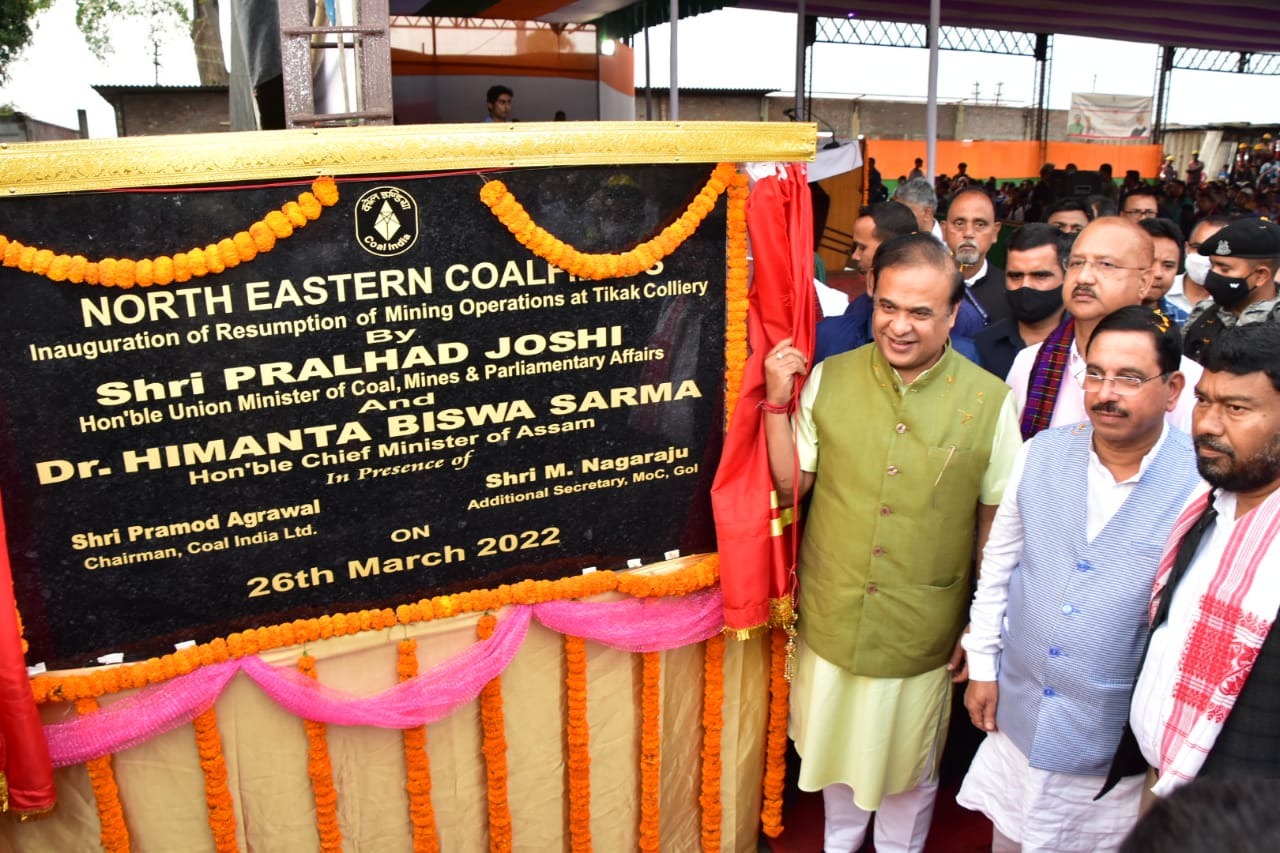 कोल इण्डिया
Coal India
NORTH EASTERN COALFIELDS
Inauguration of Resumption of Mining Operations at Tikak Colliery
By
Shri PRALHAD JOSHI
Hon'ble Union Minister of Coal, Mines & Parliamentary Affairs
And
Dr. HIMANTA BISWA SARMA
Hon'ble Chief Minister of Assam
In Presence of
Shri Pramod Agrawal
Chairman, Coal India Ltd.
Shri M. Nagaraju
Additional Secretary, MoC, GoI
ON
26th March 2022